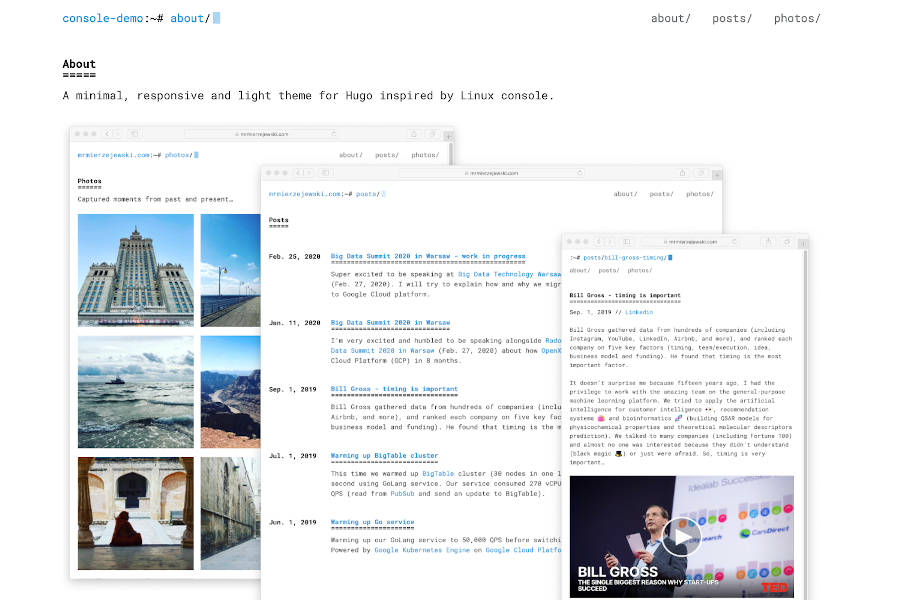 console-demo:~# about/
about/ posts/ photos/
About
=====
A minimal, responsive and light theme for Hugo inspired by Linux console.
mrmierzejewski.com
mrmierzejewski.com:~# photos/
about/ posts/ photos/
Photos
======
Captured moments from past and present…
mrmierzejewski.com
mrmierzejewski.com:~# posts/
about/ posts/ photos/
Posts
=====
Feb. 25, 2020 Big Data Summit 2020 in Warsaw - work in progress
Super excited to be speaking at Big Data Technology Warsaw
(Feb. 27, 2020). I will try to explain how and why we migr
to Google Cloud platform.
Jan. 11, 2020 Big Data Summit 2020 in Warsaw
I'm very excited and humbled to be speaking alongside Rado
Data Summit 2020 in Warsaw (Feb. 27, 2020) about how OpenX
Cloud Platform (GCP) in 8 months.
Sep. 1, 2019 Bill Gross - timing is important
Bill Gross gathered data from hundreds of companies (inclu
Airbnb, and more), and ranked each company on five key fac
business model and funding). He found that timing is the m
Jul. 1, 2019 Warming up BigTable cluster
This time we warmed up BigTable cluster (30 nodes in one l
second using GoLang service. Our service consumed 270 vCPU
QPS (read from PubSub and send an update to BigTable).
Jun. 1, 2019 Warming up Go service
Warming up our GoLang service to 50,000 QPS before switchi
Powered by Google Kubernetes Engine on Google Cloud Platfo
mrmierzejewski.com
:~# posts/bill-gross-timing/
about/ posts/ photos/
Bill Gross - timing is important
Sep. 1, 2019 // Linkedin
Bill Gross gathered data from hundreds of companies (including
Instagram, YouTube, LinkedIn, Airbnb, and more), and ranked each
company on five key factors (timing, team/execution, idea,
business model and funding). He found that timing is the most
important factor.
It doesn't surprise me because fifteen years ago, I had the
privilege to work with the amazing team on the general-purpose
machine learning platform. We tried to apply the artificial
intelligence for customer intelligence 👀, recommendation
systems and bioinformatics 🧬 (building QSAR models for
physicochemical properties and theoretical molecular descriptors
prediction). We talked to many companies (including Fortune 100)
and almost no one was interested because they didn't understand
(black magic 🎩) or just were afraid. So, timing is very
important…
Idealab Successes
CarsDirect
BILL GROSS
THE SINGLE BIGGEST REASON WHY START-UPS
SUCCEED
TED